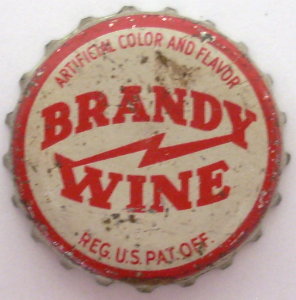 ARTIFICIAL COLOR AND FLAVOR
BRANDY
WINE
REG. U.S. PAT. OFF.